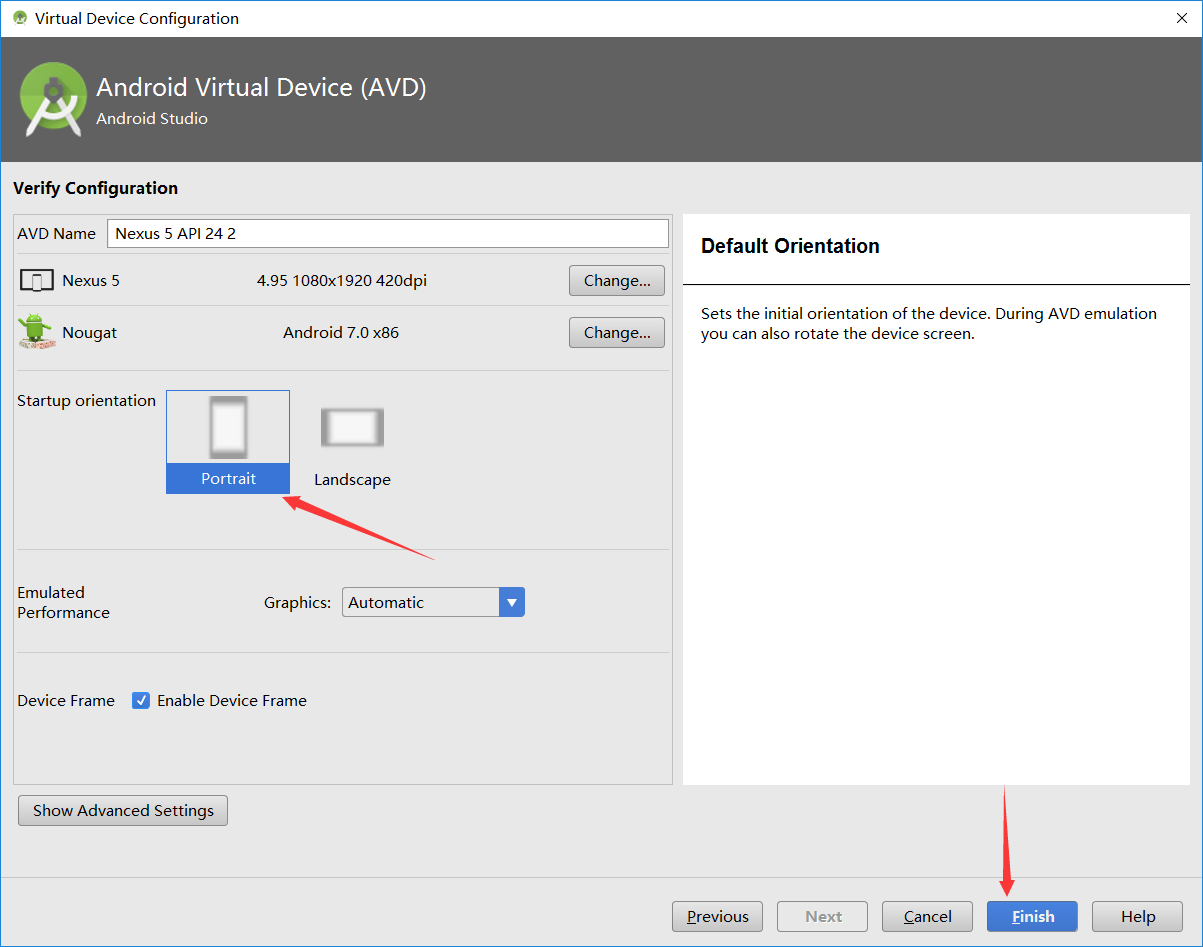 Virtual Device Configuration
Android Virtual Device (AVD)
Android Studio
Verify Configuration
AVD Name Nexus 5 API 24 2
Nexus 5 4.95 1080x1920 420dpi Change...
Nougat Android 7.0 x86 Change...
Startup orientation
Portrait
Landscape
Emulated
Performance
Graphics: Automatic
Device Frame Enable Device Frame
Show Advanced Settings
Default Orientation
Sets the initial orientation of the device. During AVD emulation
you can also rotate the device screen.
Previous Next Cancel Finish Help